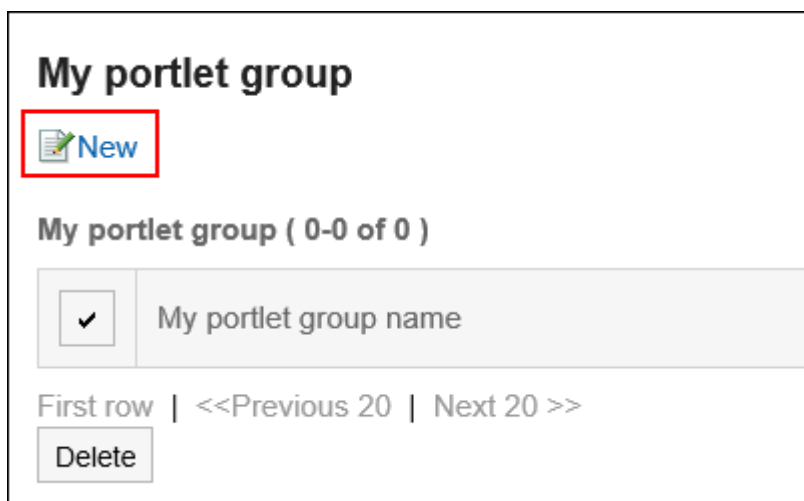 My portlet group
New
My portlet group ( 0-0 of 0 )
My portlet group name
First row | <<Previous 20 | Next 20 >>
Delete